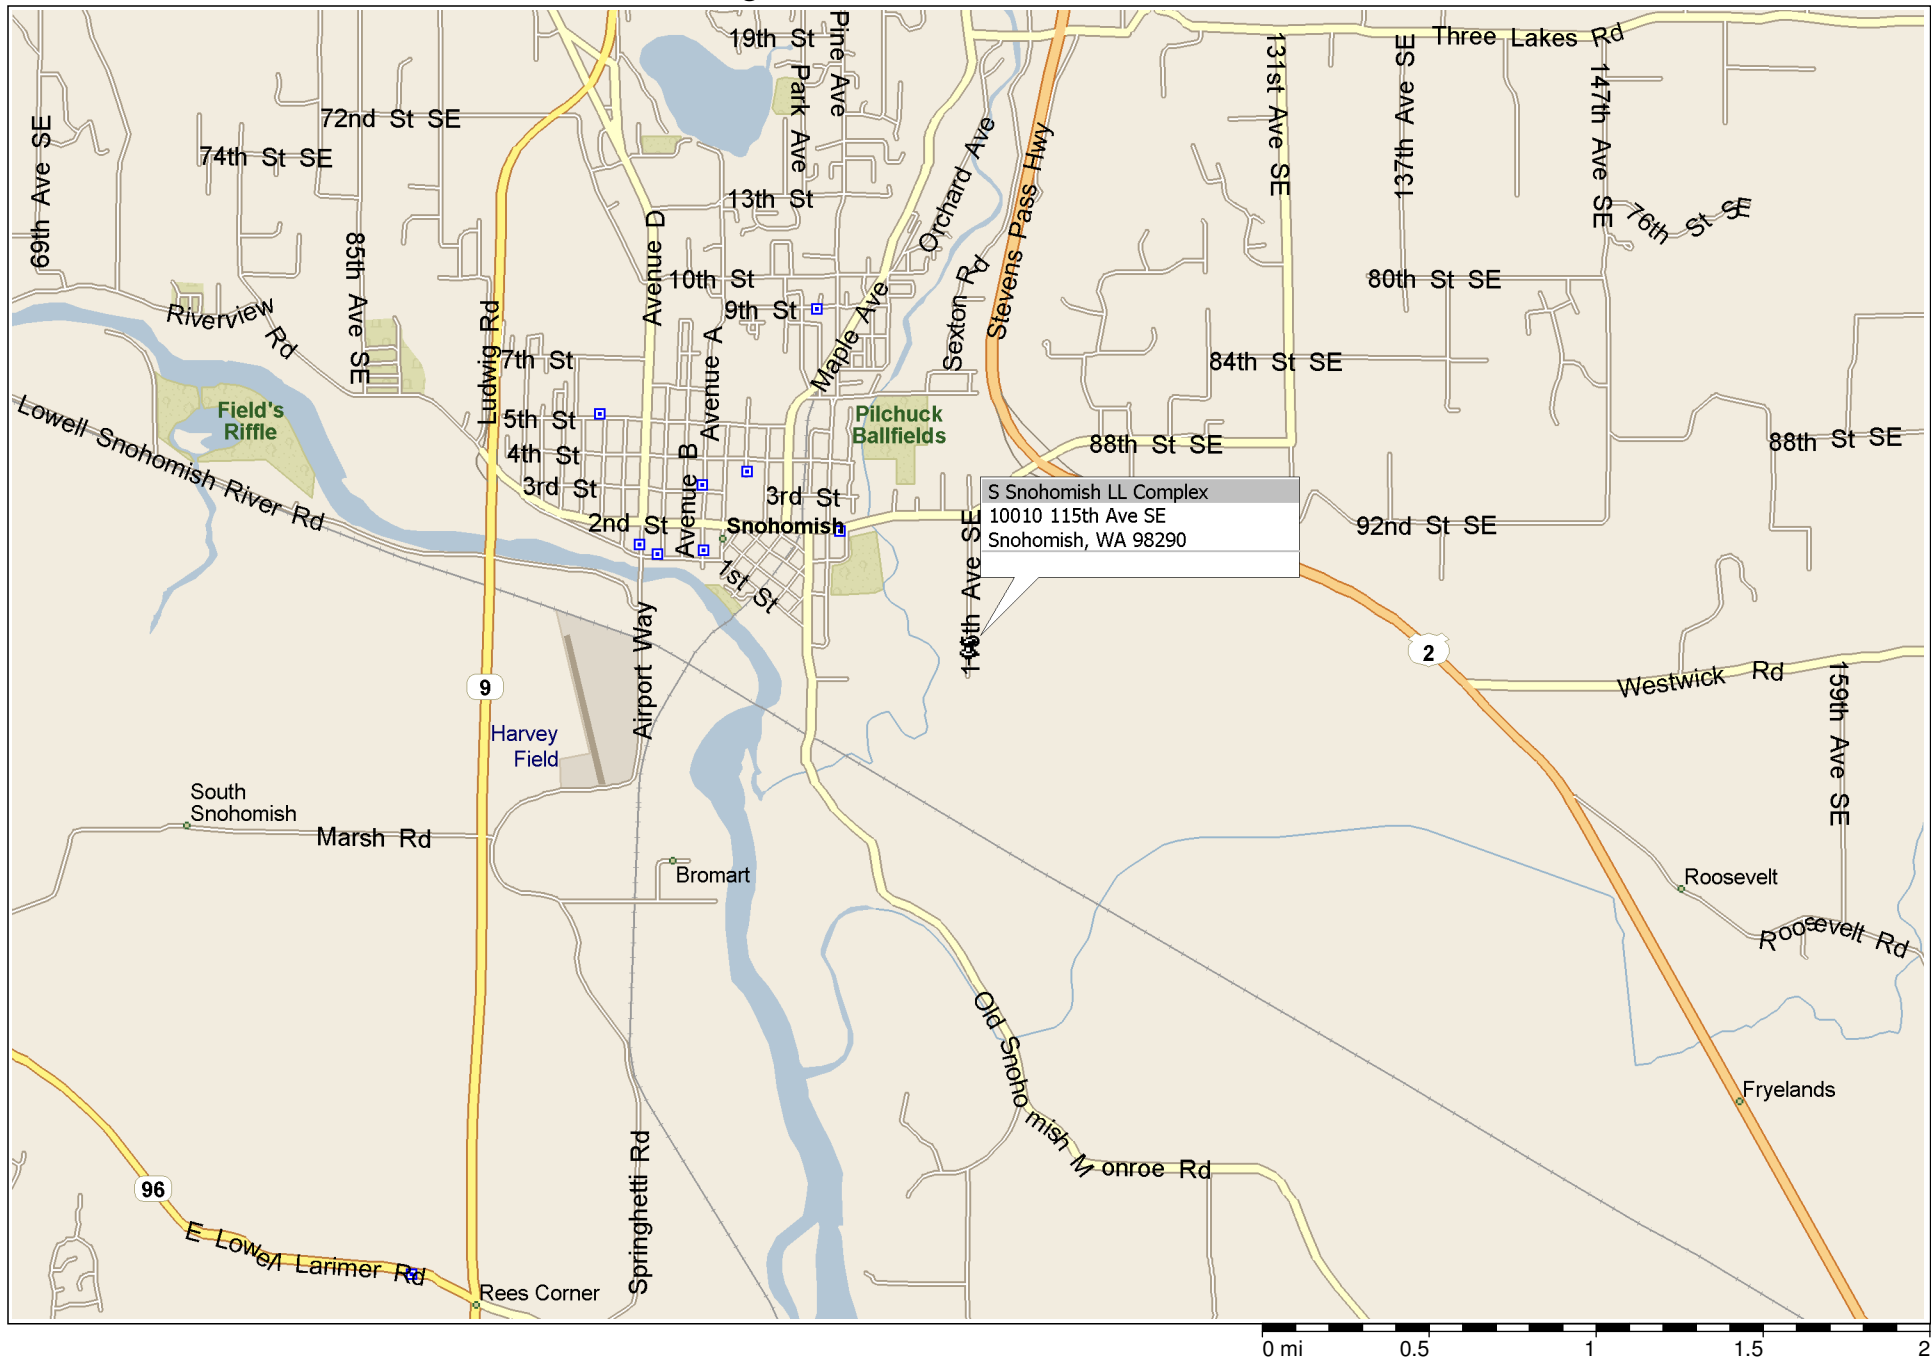 19th St
Pine Ave
Park Ave
Three Lakes Rd
131st Ave SE
137th Ave SE
147th Ave SE
69th Ave SE
72nd St SE
74th St SE
13th St
Orchard Ave
Stevens Pass Hwy
76th St SE
85th Ave SE
Avenue D
10th St
Sexton Rd
80th St SE
Riverview Rd
Ludwig Rd
9th St
Maple Ave
Avenue A
7th St
84th St SE
Lowell Snohomish River Rd
Field's
Riffle
5th St
Pilchuck
Ballfields
88th St SE
88th St SE
4th St
Avenue B
3rd St
3rd St
S Snohomish LL Complex
10010 115th Ave SE
Snohomish, WA 98290
2nd St
Snohomish
92nd St SE
1st St
115th Ave SE
Airport Way
2
Westwick Rd
159th Ave SE
9
Harvey
Field
South
Snohomish
Marsh Rd
Bromart
Roosevelt
Roosevelt Rd
Old Snohomish Monroe Rd
Fryelands
Springhetti Rd
96
E Lowell Larimer Rd
Rees Corner
0 mi 0.5 1 1.5 2